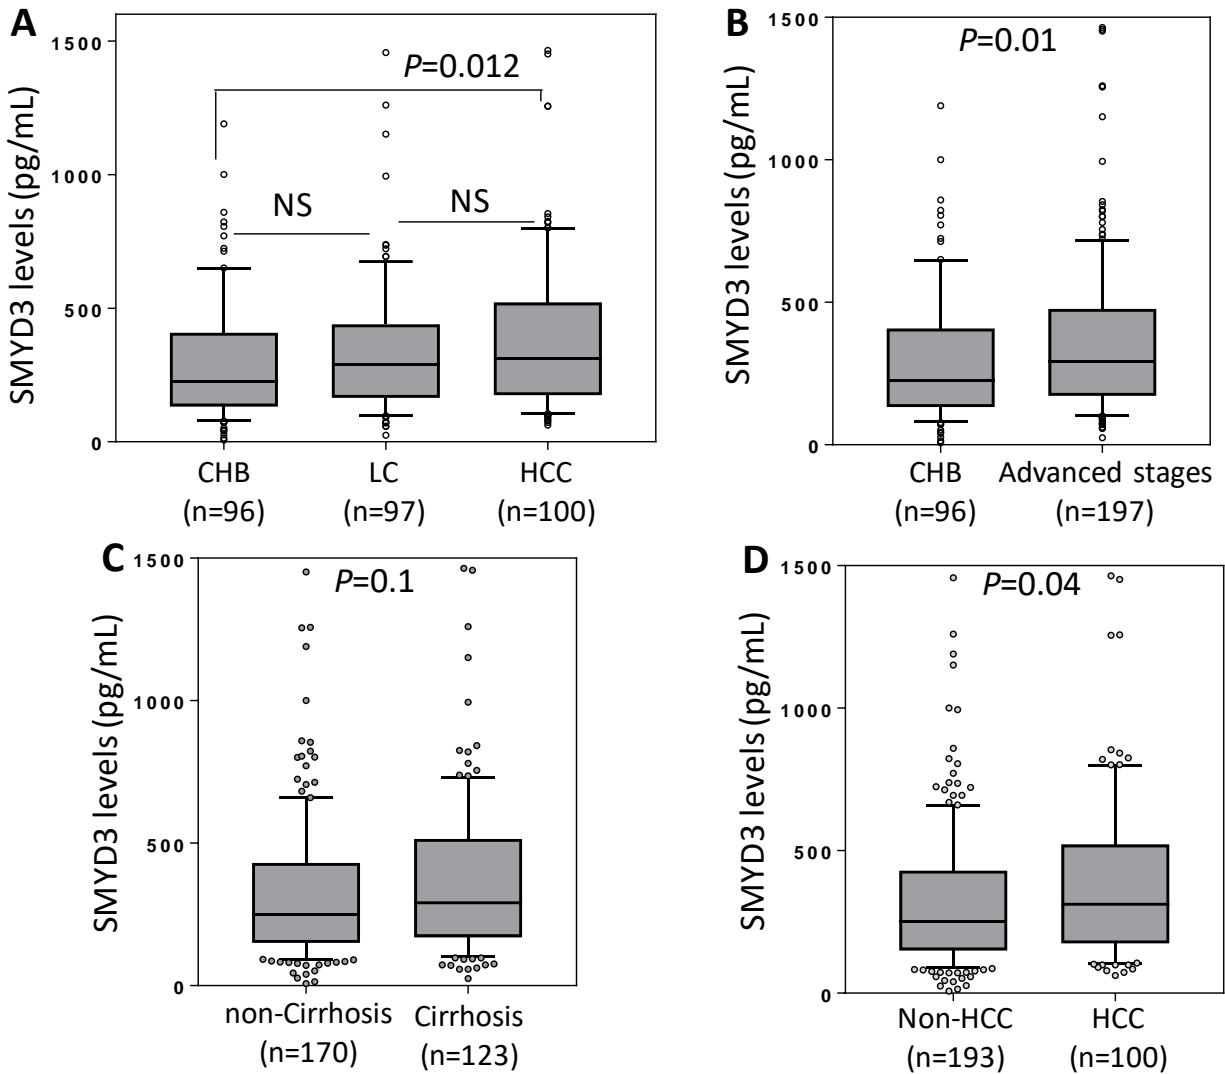 A
SMYD3 levels (pg/mL)
1500
1000
500
0
P=0.012
NS
NS
CHB
(n=96)
LC
(n=97)
HCC
(n=100)
B
SMYD3 levels (pg/mL)
1500
1000
500
0
P=0.01
CHB
(n=96)
Advanced stages
(n=197)
C
SMYD3 levels (pg/mL)
1500
1000
500
0
P=0.1
non-Cirrhosis
(n=170)
Cirrhosis
(n=123)
D
SMYD3 levels (pg/mL)
1500
1000
500
0
P=0.04
Non-HCC
(n=193)
HCC
(n=100)